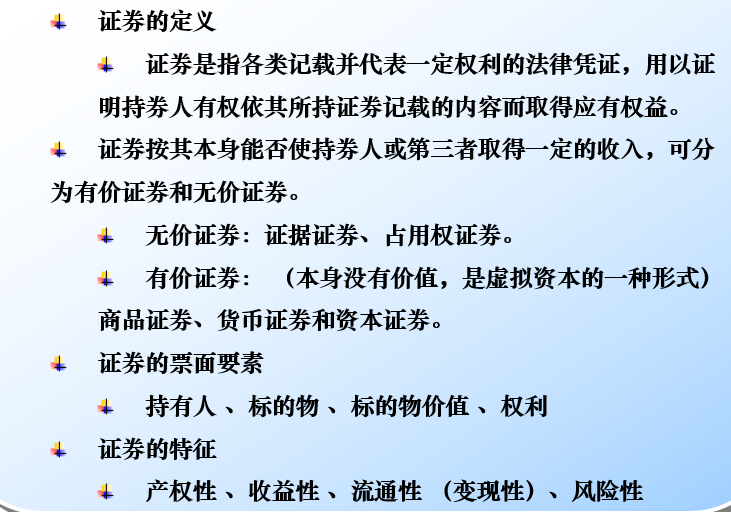 证券的定义
证券是指各类记载并代表一定权利的法律凭证，用以证
明持券人有权依其所持证券记载的内容而取得应有权益。
证券按其本身能否使持券人或第三者取得一定的收入，可分
为有价证券和无价证券。
无价证券：证据证券、占用权证券。
有价证券：（本身没有价值，是虚拟资本的一种形式）
商品证券、货币证券和资本证券。
证券的票面要素
持有人 、标的物 、标的物价值 、权利
证券的特征
产权性 、收益性 、流通性 （变现性）、风险性